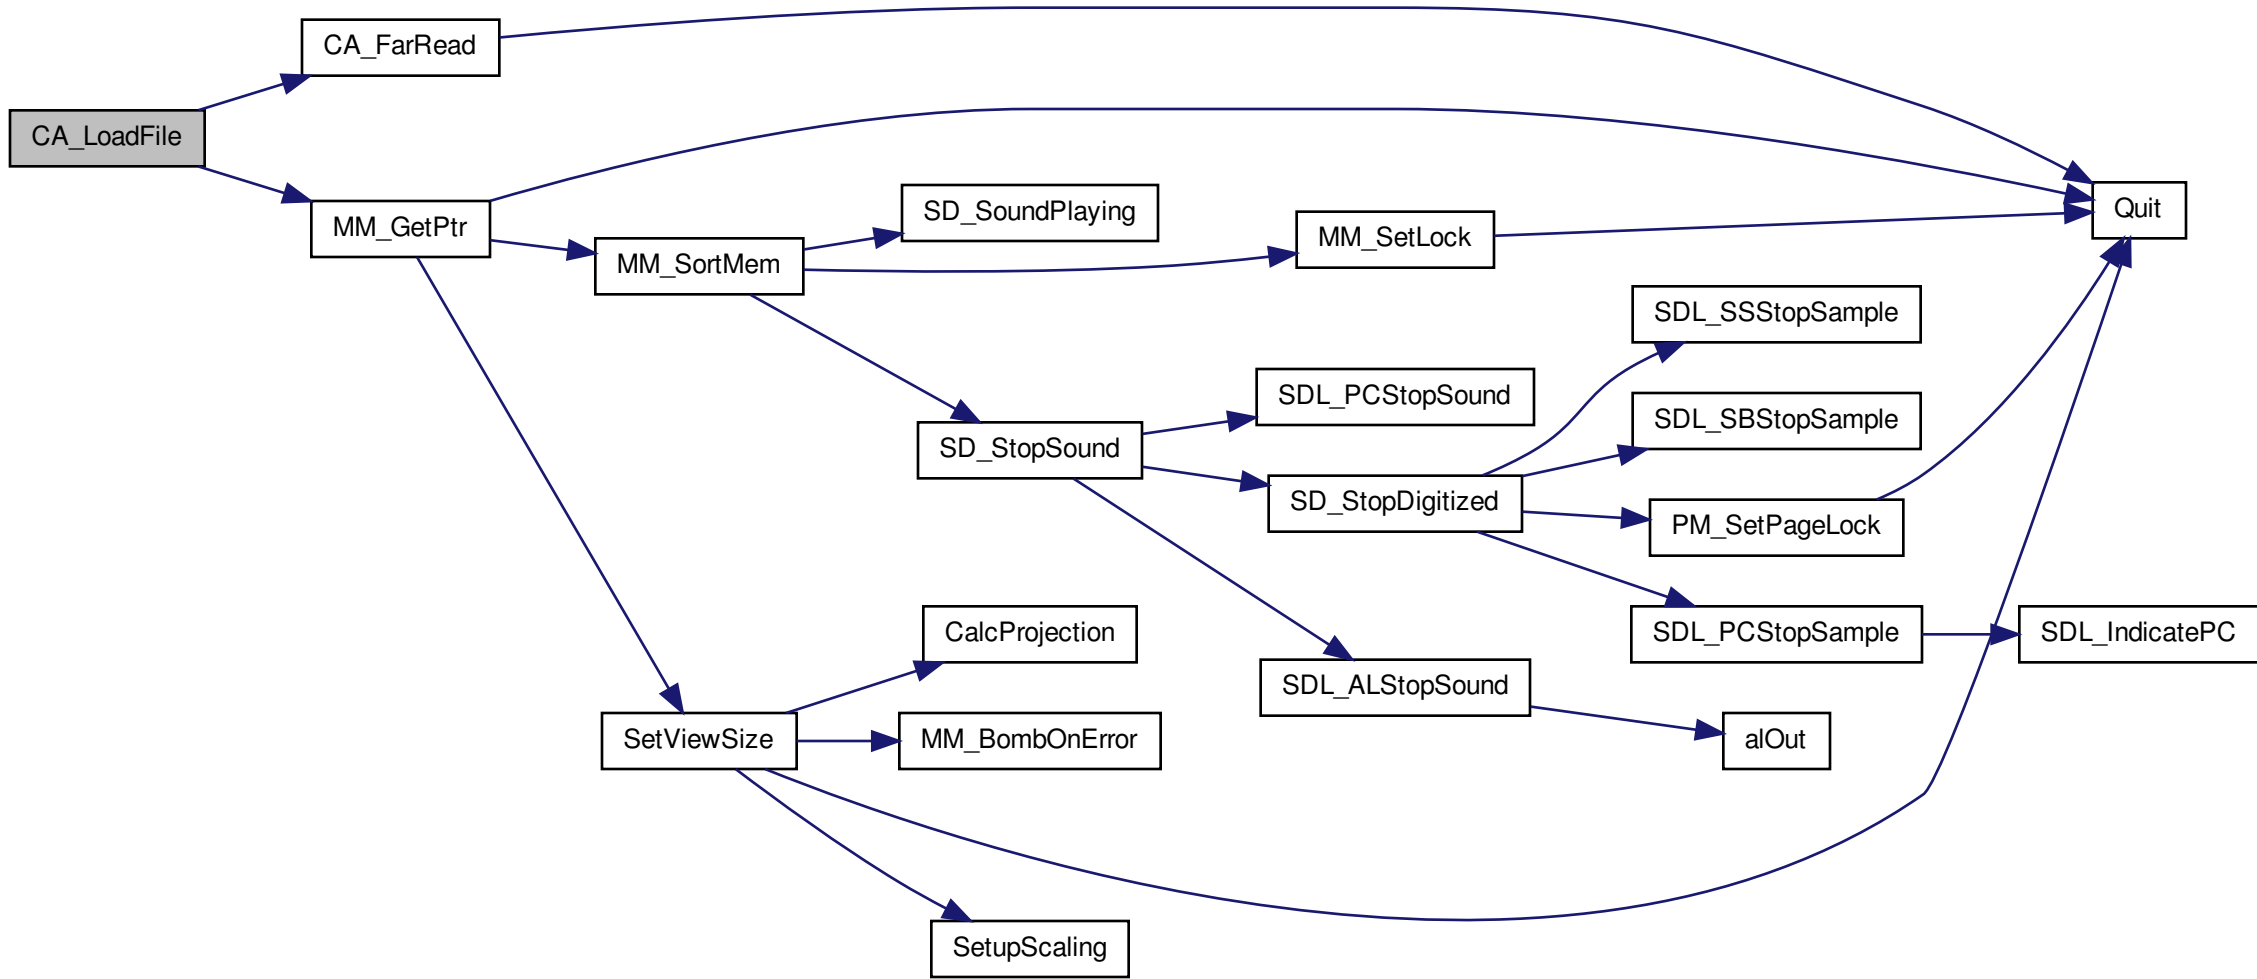 CA_FarRead
CA_LoadFile
MM_GetPtr
SD_SoundPlaying
Quit
MM_SetLock
MM_SortMem
SDL_SSStopSample
SDL_PCStopSound
SDL_SBStopSample
SD_StopSound
SD_StopDigitized
PM_SetPageLock
CalcProjection
SDL_PCStopSample
SDL_IndicatePC
SDL_ALStopSound
SetViewSize
MM_BombOnError
alOut
SetupScaling